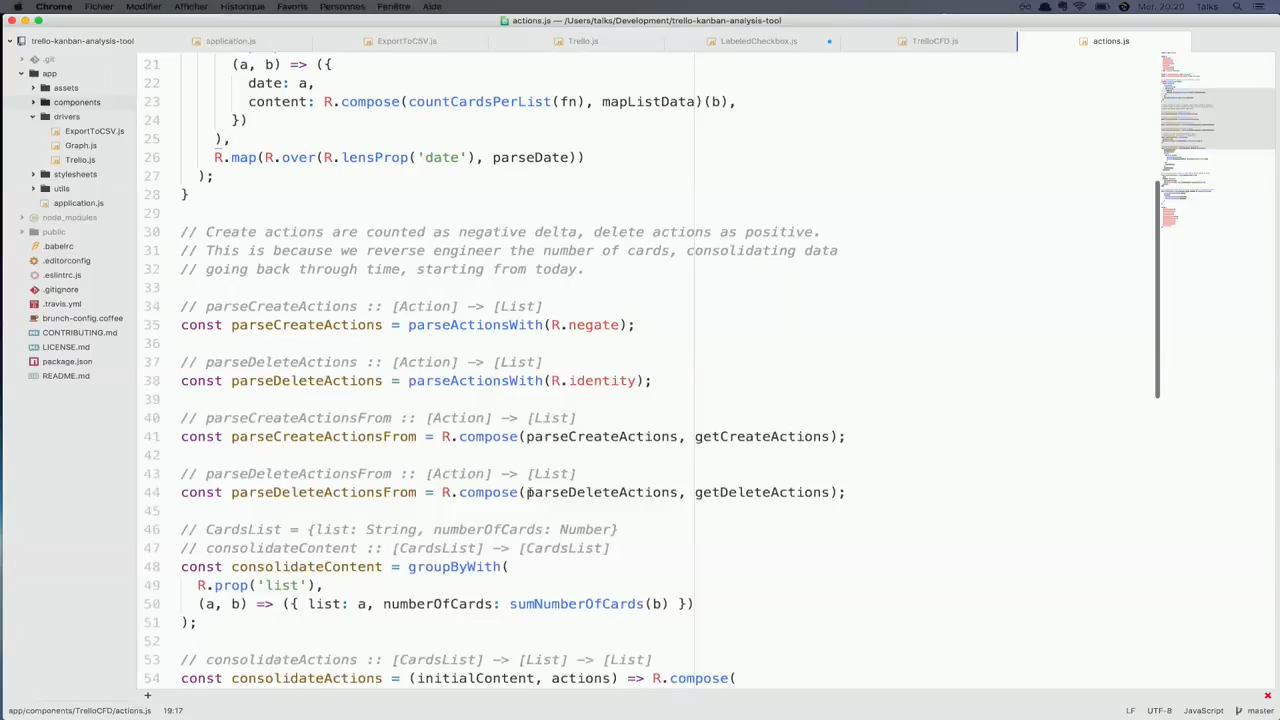 Chrome Fichier Modifier Afficher Historique Favoris Personnes Fenêtre Aide Mer. 20:20 Talks
actions.js — /Users/talks/Development/trello-kanban-analysis-tool
trello-kanban-analysis-tool application.js ExportToCSV.js Trello.js LabeledCheckbox.js TrelloCFD.js actions.js
.git
app
assets
components
drivers
ExportToCSV.js
Graph.js
Trello.js
stylesheets
utils
application.js
node_modules
public
.babelrc
.editorconfig
.eslintrc.js
.gitignore
.travis.yml
brunch-config.coffee
CONTRIBUTING.md
LICENSE.md
package.json
README.md
21 (a, b) => ({
22 date: a,
23 content: R.compose(countCardsPerList(fn), mapListData)(b),
24 })
25 ),
26 R.map(R.over(R.lensProp('date'), parseDate))
27 );
28 }
29
30 // Create actions are counted as negative delta, delete actions as positive.
31 // This is because we reverse engineer the number of cards, consolidating data
32 // going back through time, starting from today.
33
34 // parseCreateActions :: [Action] -> [List]
35 const parseCreateActions = parseActionsWith(R.negate);
36
37 // parseDeleteActions :: [Action] -> [List]
38 const parseDeleteActions = parseActionsWith(R.identity);
39
40 // parseCreateActionsFrom :: [Action] -> [List]
41 const parseCreateActionsFrom = R.compose(parseCreateActions, getCreateActions);
42
43 // parseDeleteActionsFrom :: [Action] -> [List]
44 const parseDeleteActionsFrom = R.compose(parseDeleteActions, getDeleteActions);
45
46 // CardsList = {list: String, numberOfCards: Number}
47 // consolidateContent :: [CardsList] -> [CardsList]
48 const consolidateContent = groupByWith(
49 R.prop('list'),
50 (a, b) => ({ list: a, numberOfCards: sumNumberOfCards(b) })
51 );
52
53 // consolidateActions :: [CardsList] -> [List] -> [List]
54 const consolidateActions = (initialContent, actions) => R.compose(
app/components/TrelloCFD/actions.js 19:17 LF UTF-8 JavaScript master